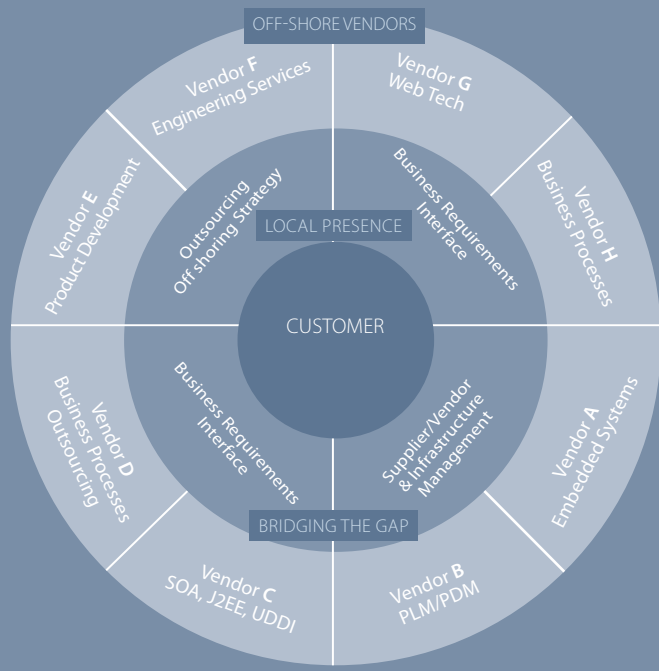 OFF-SHORE VENDORS
Vendor F
Engineering Services
Vendor G
Web Tech
Vendor E
Product Development
Outsourcing
Off shoring Strategy
Business Requirements
Interface
Vendor H
Business Processes
LOCAL PRESENCE
CUSTOMER
Vendor D
Business Processes
Outsourcing
Business Requirements
Interface
Supplier/Vendor
& Infrastructure
Management
Vendor A
Embedded Systems
BRIDGING THE GAP
Vendor C
SOA, J2EE, UDDI
Vendor B
PLM/PDM